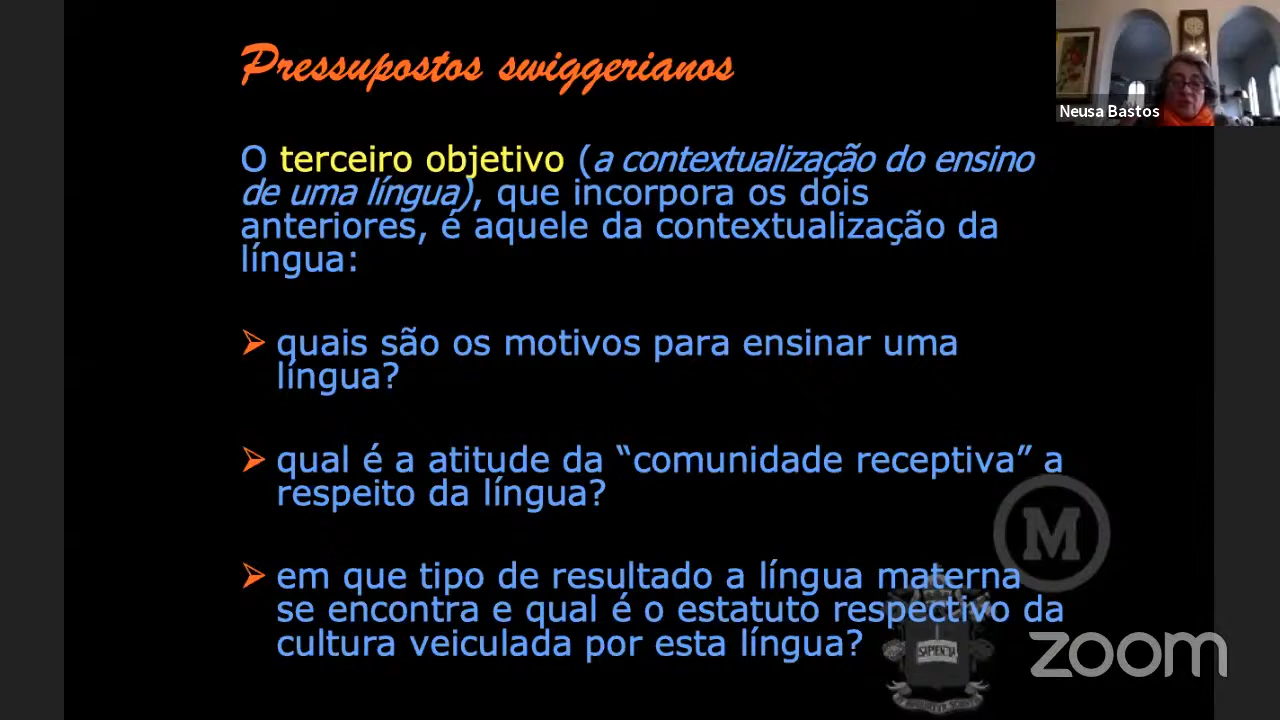 Pressupostos swiggerianos
Neusa Bastos
O terceiro objetivo (a contextualização do ensino
de uma língua), que incorpora os dois
anteriores, é aquele da contextualização da
língua:
quais são os motivos para ensinar uma
língua?
qual é a atitude da “comunidade receptiva” a
respeito da língua?
em que tipo de resultado a língua materna
se encontra e qual é o estatuto respectivo da
cultura veiculada por esta língua?
M
SAPIENTIA
zoom